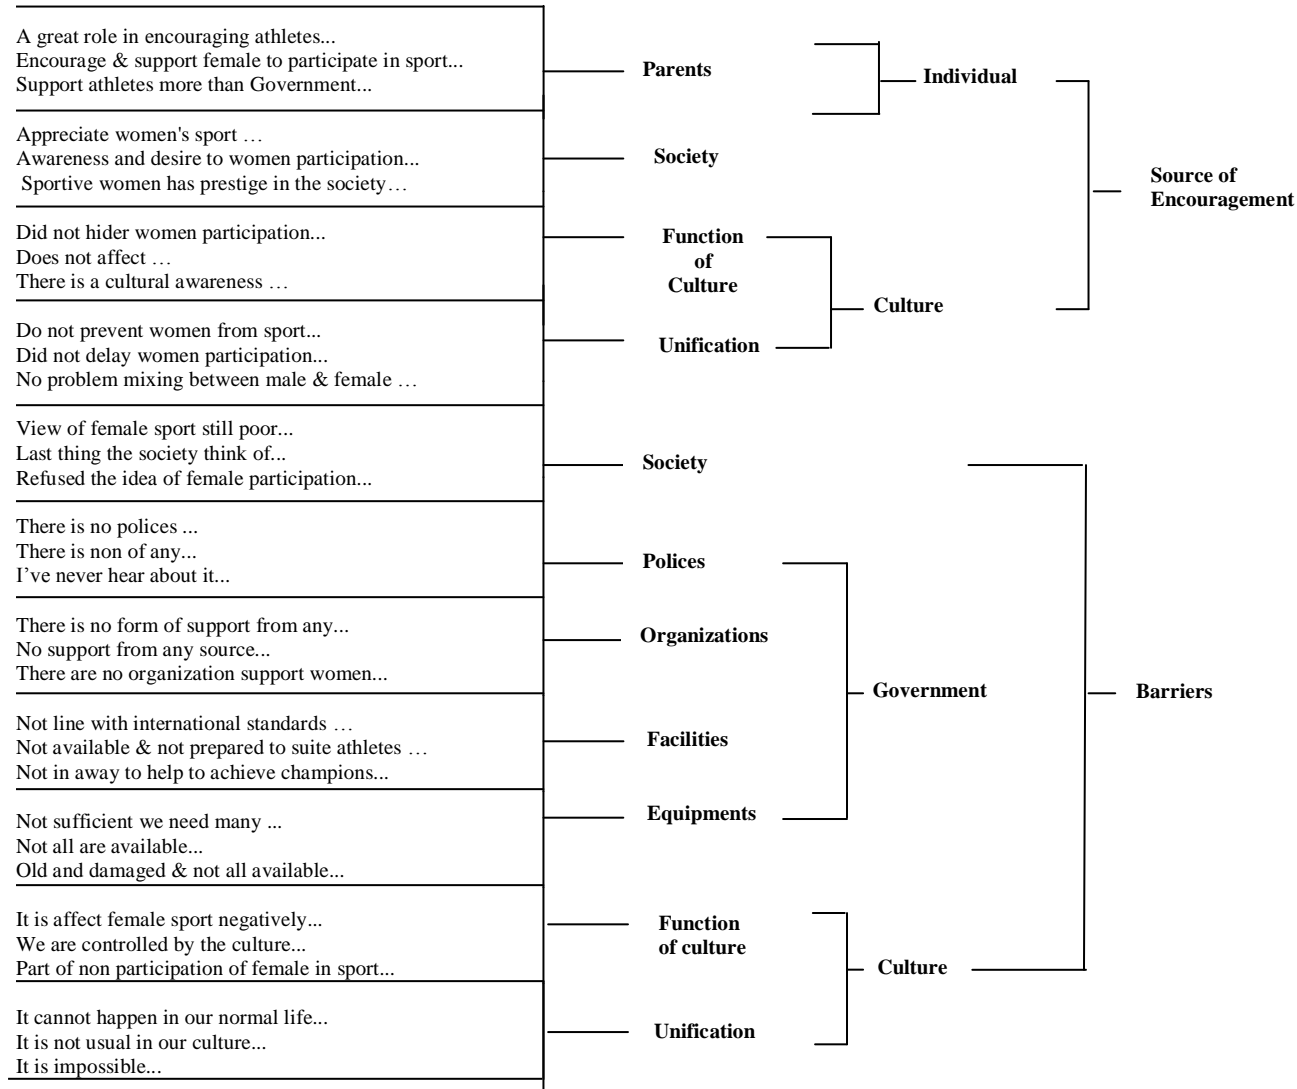 A great role in encouraging athletes...
Encourage & support female to participate in sport...
Support athletes more than Government...
Parents
Individual
Appreciate women's sport …
Awareness and desire to women participation...
Sportive women has prestige in the society…
Society
Source of
Encouragement
Did not hider women participation...
Does not affect …
There is a cultural awareness …
Function
of
Culture
Culture
Do not prevent women from sport...
Did not delay women participation...
No problem mixing between male & female …
Unification
View of female sport still poor...
Last thing the society think of...
Refused the idea of female participation...
Society
There is no polices ...
There is non of any...
I’ve never hear about it...
Polices
There is no form of support from any...
No support from any source...
There are no organization support women...
Organizations
Government
Barriers
Not line with international standards …
Not available & not prepared to suite athletes …
Not in away to help to achieve champions...
Facilities
Not sufficient we need many ...
Not all are available...
Old and damaged & not all available...
Equipments
It is affect female sport negatively...
We are controlled by the culture...
Part of non participation of female in sport...
Function
of culture
Culture
It cannot happen in our normal life...
It is not usual in our culture...
It is impossible...
Unification